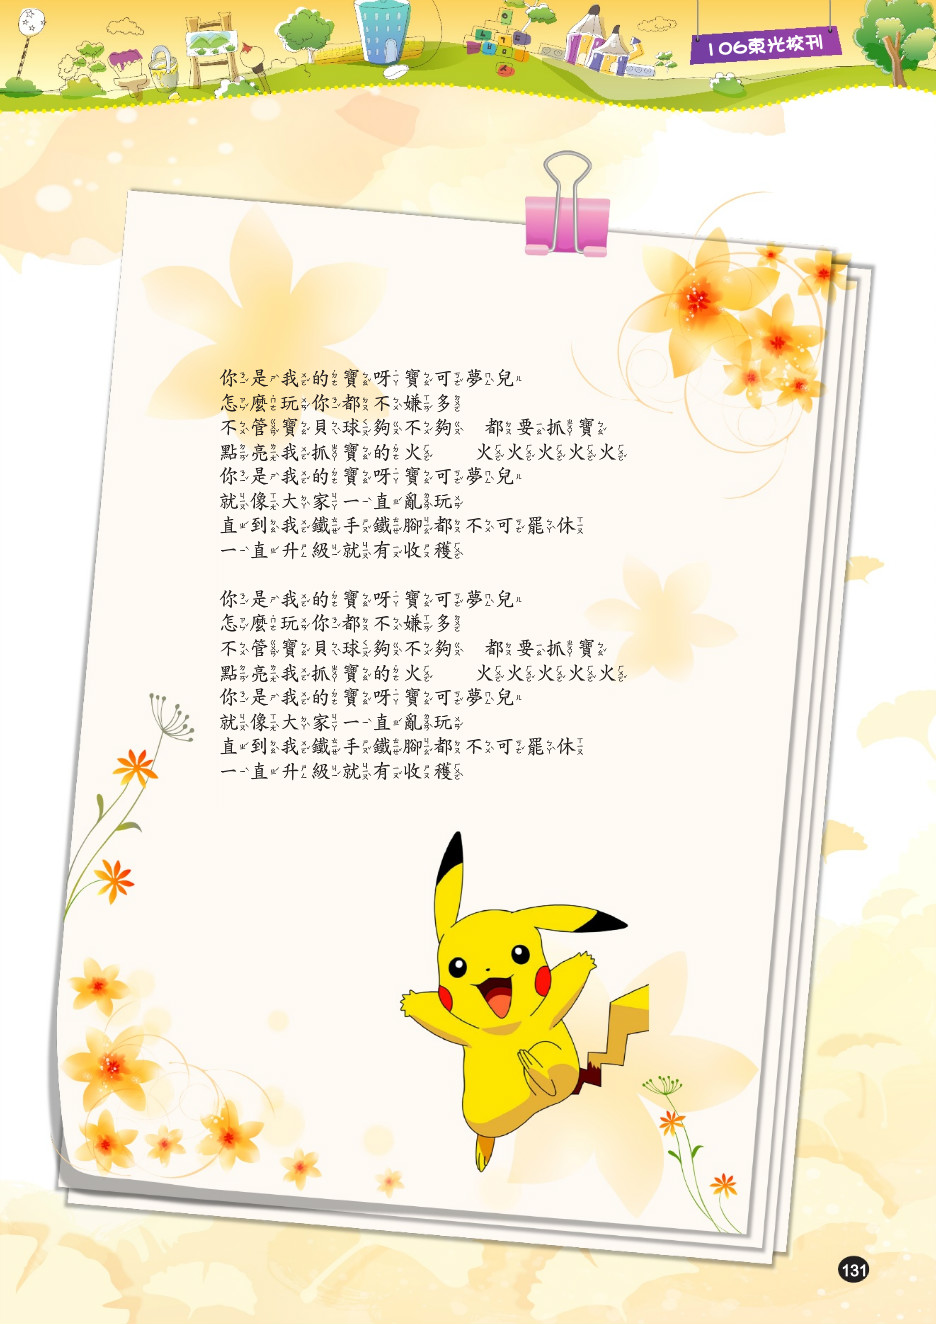 106東光校刊
你是我的寶呀寶可夢兒
怎麼玩你都不嫌多
不管寶貝球夠不夠 都要抓寶
點亮我抓寶的火 火火火火火
你是我的寶呀寶可夢兒
就像大家一直亂玩
直到我鐵手鐵腳都不可罷休
一直升級就有收穫
你是我的寶呀寶可夢兒
怎麼玩你都不嫌多
不管寶貝球夠不夠 都要抓寶
點亮我抓寶的火 火火火火火
你是我的寶呀寶可夢兒
就像大家一直亂玩
直到我鐵手鐵腳都不可罷休
一直升級就有收穫
131